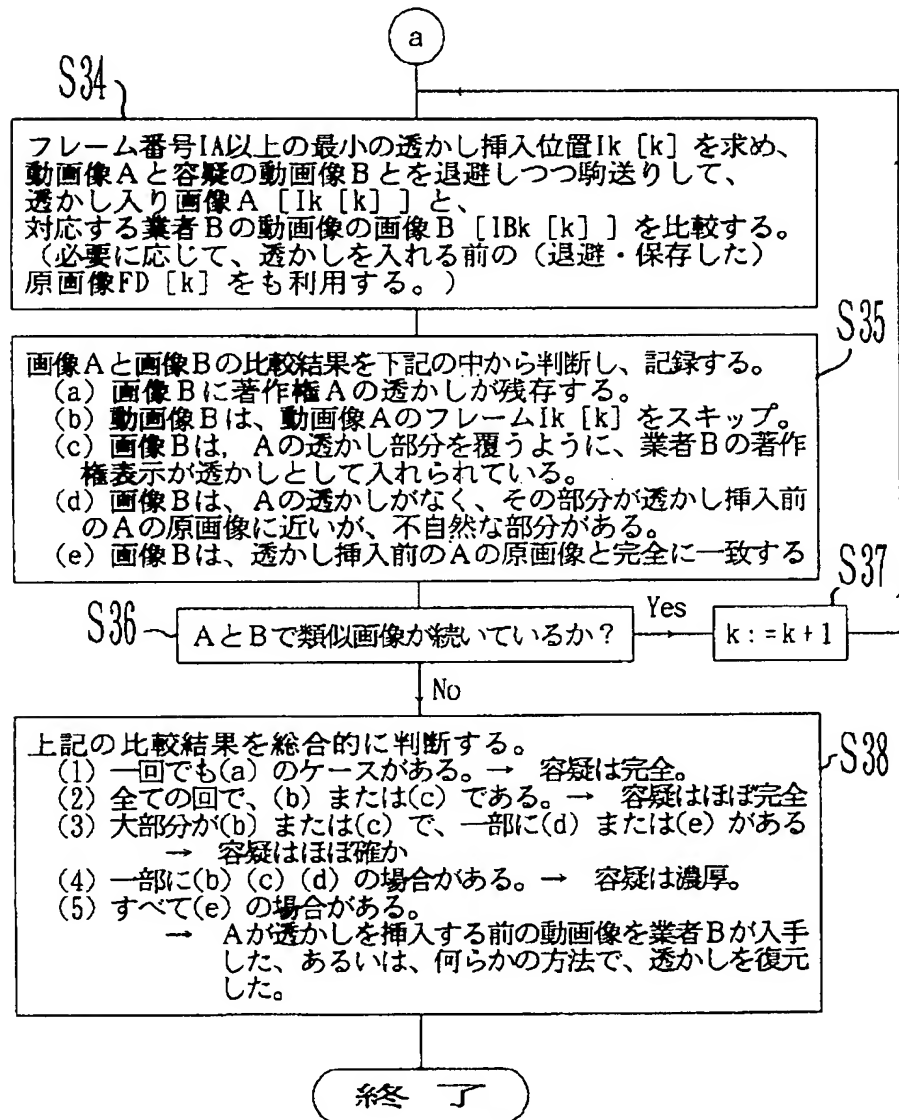 a
S34
フレーム番号IA以上の最小の透かし挿入位置Ik [k] を求め、
動画像Aと容疑の動画像Bとを退避しつつ駒送りして、
透かし入り画像A [Ik [k] ] と、
対応する業者Bの動画像の画像B [IBk [k] ] を比較する。
(必要に応じて、透かしを入れる前の (退避・保存した)
原画像FD [k] をも利用する。)
S35
画像Aと画像Bの比較結果を下記の中から判断し、記録する。
(a) 画像Bに著作権Aの透かしが残存する。
(b) 動画像Bは、動画像AのフレームIk [k] をスキップ。
(c) 画像Bは, Aの透かし部分を覆うように、業者Bの著作
権表示が透かしとして入れられている。
(d) 画像Bは、Aの透かしがなく、その部分が透かし挿入前
のAの原画像に近いが、不自然な部分がある。
(e) 画像Bは、透かし挿入前のAの原画像と完全に一致する
S36
AとBで類似画像が続いているか?
Yes
S37
k:=k+1
No
S38
上記の比較結果を総合的に判断する。
(1) 一回でも(a) のケースがある。→ 容疑は完全。
(2) 全ての回で、(b) または(c) である。→ 容疑はほぼ完全
(3) 大部分が(b) または(c) で、一部に(d) または(e) がある
→ 容疑はほぼ確か
(4) 一部に(b) (c) (d) の場合がある。→ 容疑は濃厚。
(5) すべて(e) の場合がある。
→ Aが透かしを挿入する前の動画像を業者Bが入手
した、あるいは、何らかの方法で、透かしを復元
した。
終了